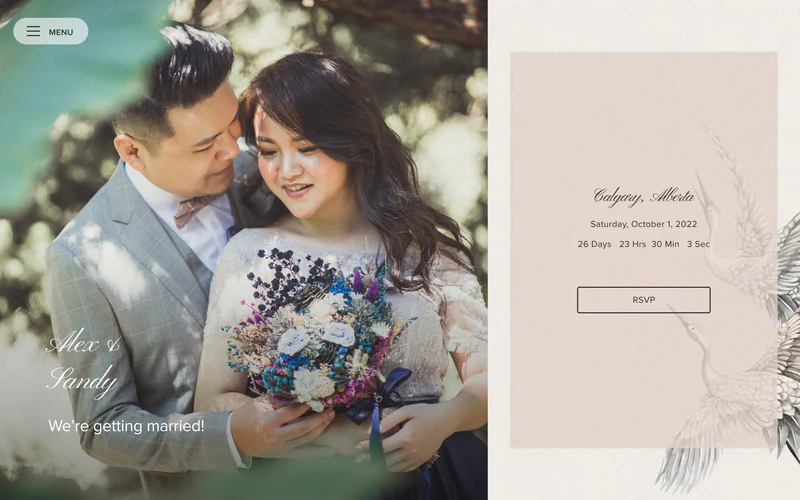 MENU
Alex &
Sandy
We're getting married!
Calgary, Alberta
Saturday, October 1, 2022
26 Days 23 Hrs 30 Min 3 Sec
RSVP